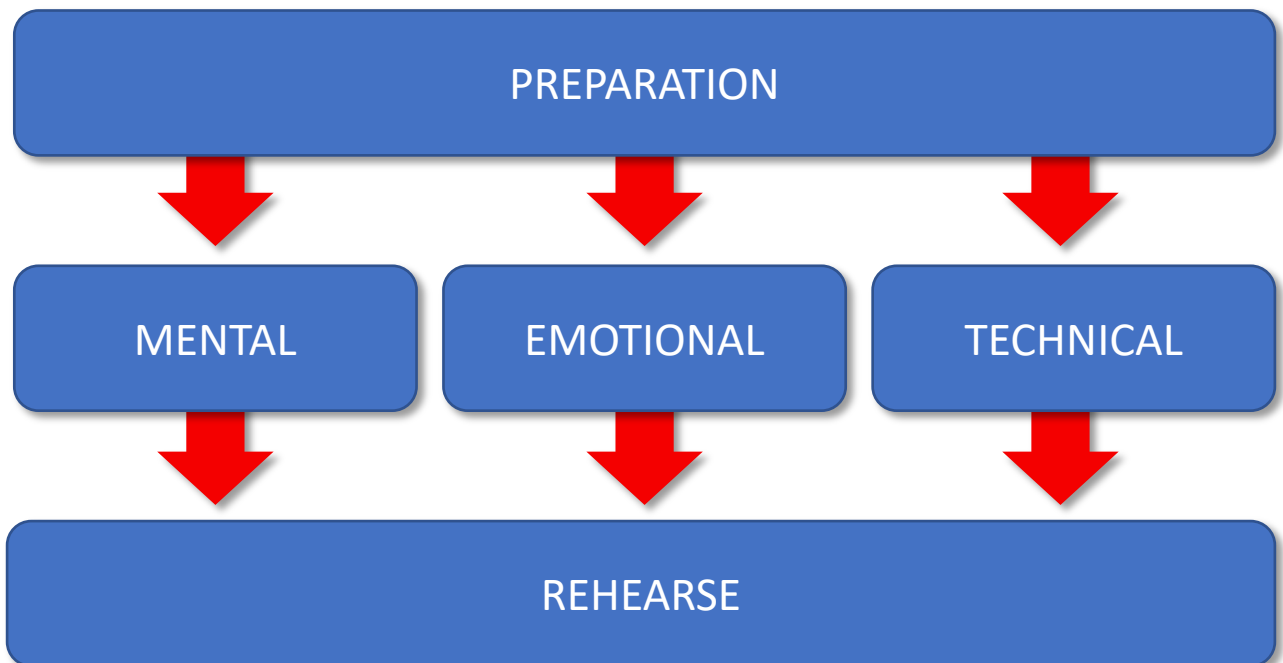 PREPARATION
MENTAL
EMOTIONAL
TECHNICAL
REHEARSE